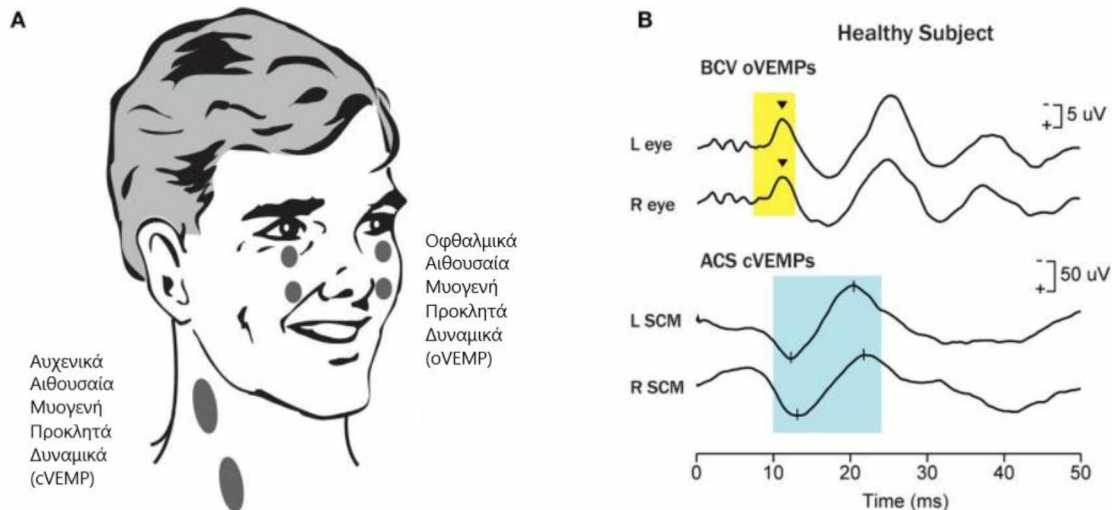 A
Οφθαλμικά
Αιθουσαία
Μυογενή
Προκλητά
Δυναμικά
(oVEMP)
Αυχενικά
Αιθουσαία
Μυογενή
Προκλητά
Δυναμικά
(cVEMP)
B
Healthy Subject
BCV oVEMPs
- + 5 uV
L eye
R eye
ACS cVEMPs
- + 50 uV
L SCM
R SCM
0 10 20 30 40 50
Time (ms)